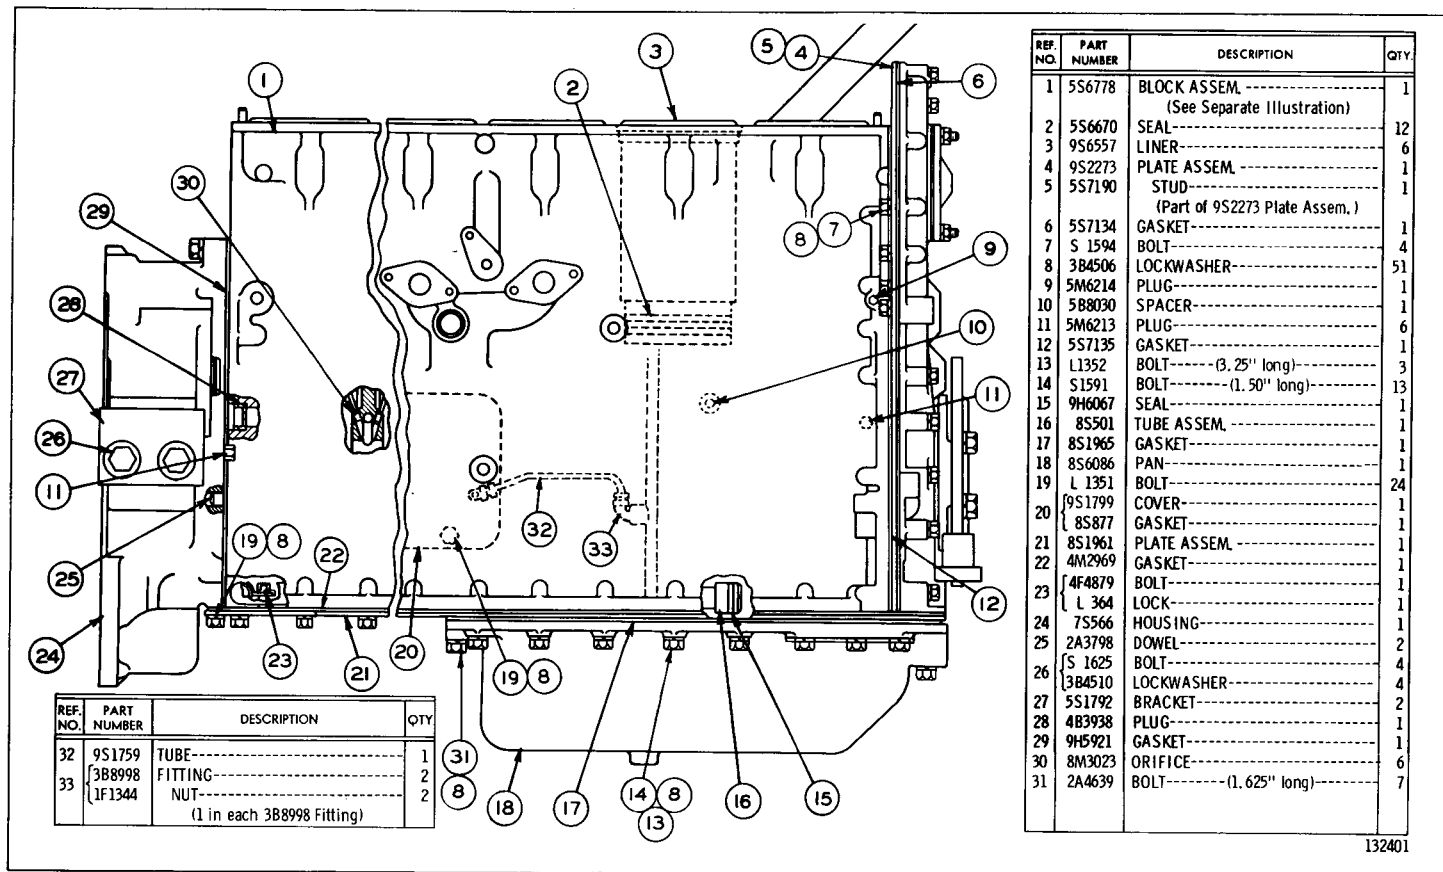 5 4
3
6
1
2
30
29
8 7
9
28
10
27
11
26
11
32
33
25
19 8
22
12
24
23
21
20
19 8
31
8
18
17
14 8
13
16
15
REF. NO. PART NUMBER DESCRIPTION QTY.
1 5S6778 BLOCK ASSEM. 1
(See Separate Illustration)
2 5S6670 SEAL 12
3 9S6557 LINER 6
4 9S2273 PLATE ASSEM. 1
5 5S7190 STUD 1
(Part of 9S2273 Plate Assem.)
6 5S7134 GASKET 1
7 S 1594 BOLT 4
8 3B4506 LOCKWASHER 51
9 5M6214 PLUG 1
10 5B8030 SPACER 1
11 5M6213 PLUG 6
12 5S7135 GASKET 1
13 L1352 BOLT (3.25" long) 3
14 S1591 BOLT (1.50" long) 13
15 9H6067 SEAL 1
16 8S501 TUBE ASSEM. 1
17 8S1965 GASKET 1
18 8S6086 PAN 1
19 L 1351 BOLT 24
20 9S1799 COVER 1
8S877 GASKET 1
21 8S1961 PLATE ASSEM. 1
22 4M2969 GASKET 1
23 4F4879 BOLT 1
L 364 LOCK 1
24 7S566 HOUSING 1
25 2A3798 DOWEL 2
26 S 1625 BOLT 4
3B4510 LOCKWASHER 4
27 5S1792 BRACKET 2
28 4B3938 PLUG 1
29 9H5921 GASKET 1
30 8M3023 ORIFICE 6
31 2A4639 BOLT (1.625" long) 7
REF. NO. PART NUMBER DESCRIPTION QTY
32 9S1759 TUBE 1
33 3B8998 FITTING 2
1F1344 NUT 2
(1 in each 3B8998 Fitting)
132401